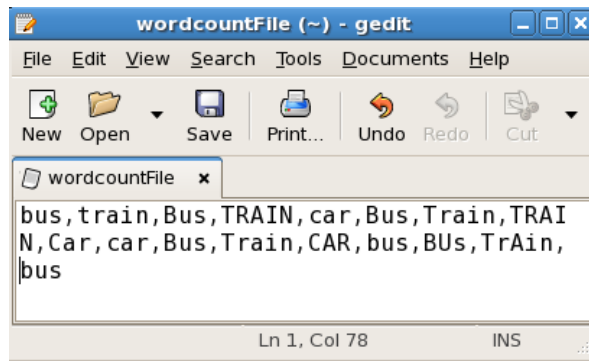 wordcountFile (~) - gedit
File Edit View Search Tools Documents Help
New Open Save Print... Undo Redo Cut
wordcountFile x
bus,train,Bus,TRAIN,car,Bus,Train,TRAI
N,Car,car,Bus,Train,CAR,bus,BUs,TrAin,
bus
Ln 1, Col 78 INS